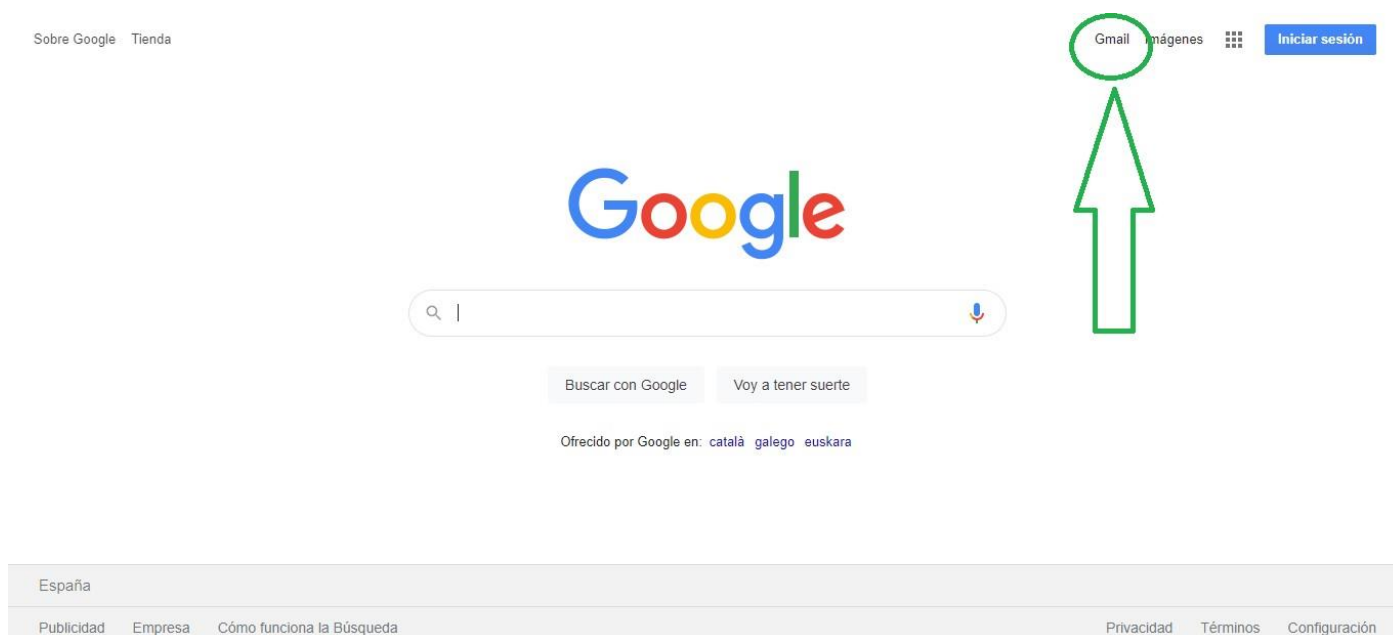 Sobre Google Tienda Gmail Imágenes Iniciar sesión
Google
Buscar con Google Voy a tener suerte
Ofrecido por Google en: català galego euskara
España
Publicidad Empresa Cómo funciona la Búsqueda Privacidad Términos Configuración